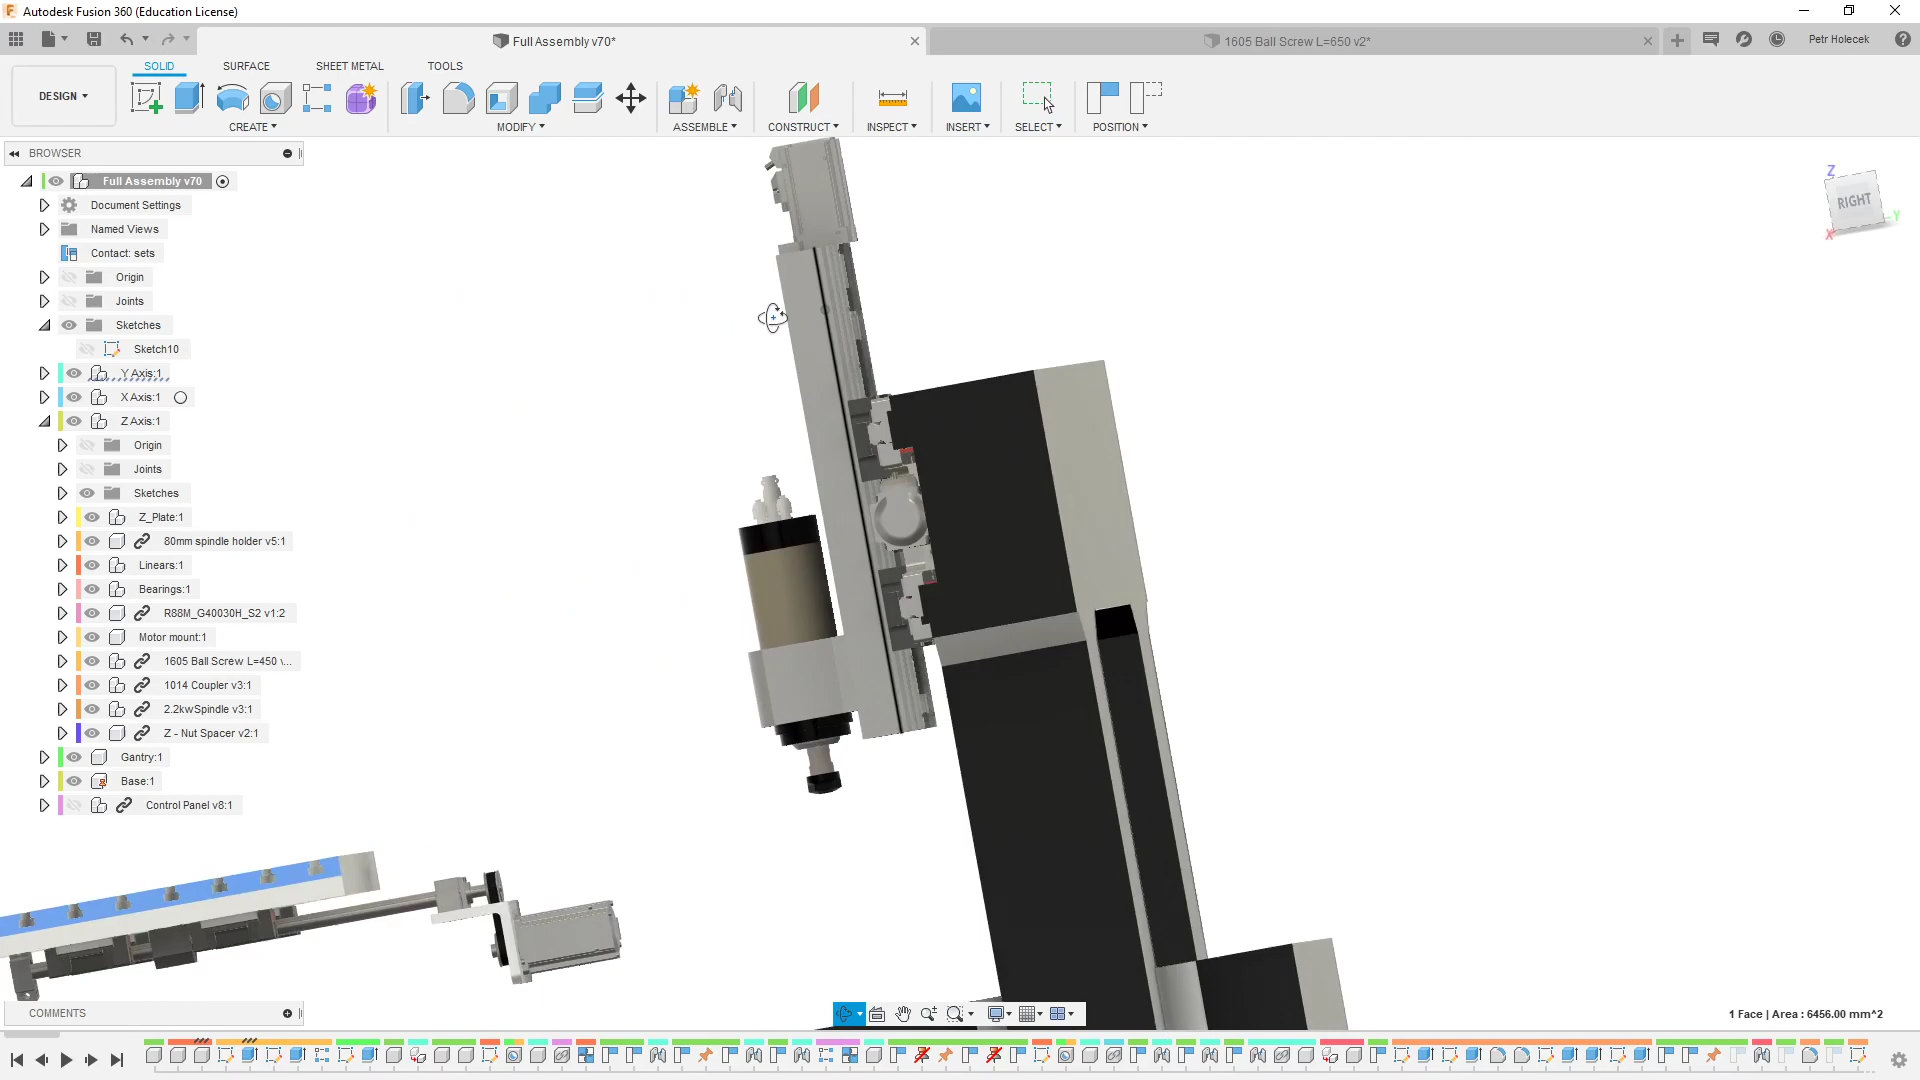 Autodesk Fusion 360 (Education License)
Full Assembly v70*
1605 Ball Screw L=650 v2*
Petr Holecek
DESIGN
SOLID
SURFACE
SHEET METAL
TOOLS
CREATE
MODIFY
ASSEMBLE
CONSTRUCT
INSPECT
INSERT
SELECT
POSITION
BROWSER
Full Assembly v70
Document Settings
Named Views
Contact: sets
Origin
Joints
Sketches
Sketch10
Y Axis:1
X Axis:1
Z Axis:1
Origin
Joints
Sketches
Z_Plate:1
80mm spindle holder v5:1
Linears:1
Bearings:1
R88M_G40030H_S2 v1:2
Motor mount:1
1605 Ball Screw L=450 \...
1014 Coupler v3:1
2.2kwSpindle v3:1
Z - Nut Spacer v2:1
Gantry:1
Base:1
Control Panel v8:1
Z
RIGHT
Y
X
COMMENTS
1 Face | Area : 6456.00 mm^2